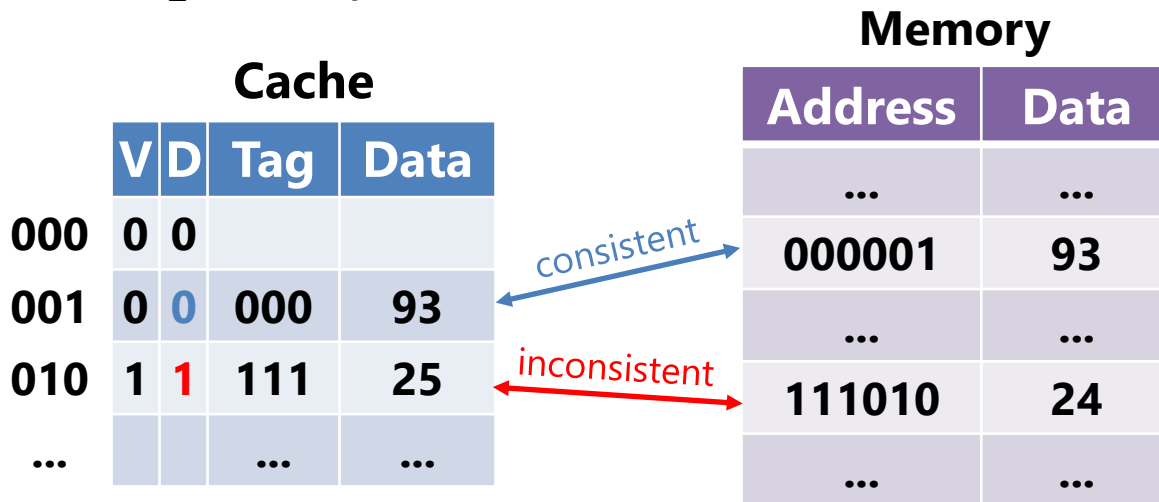 Memory
Cache
Address Data
V D Tag Data
... ...
000 0 0
consistent
000001 93
001 0 0 000 93
... ...
inconsistent
010 1 1 111 25
111010 24
... ... ...
... ...